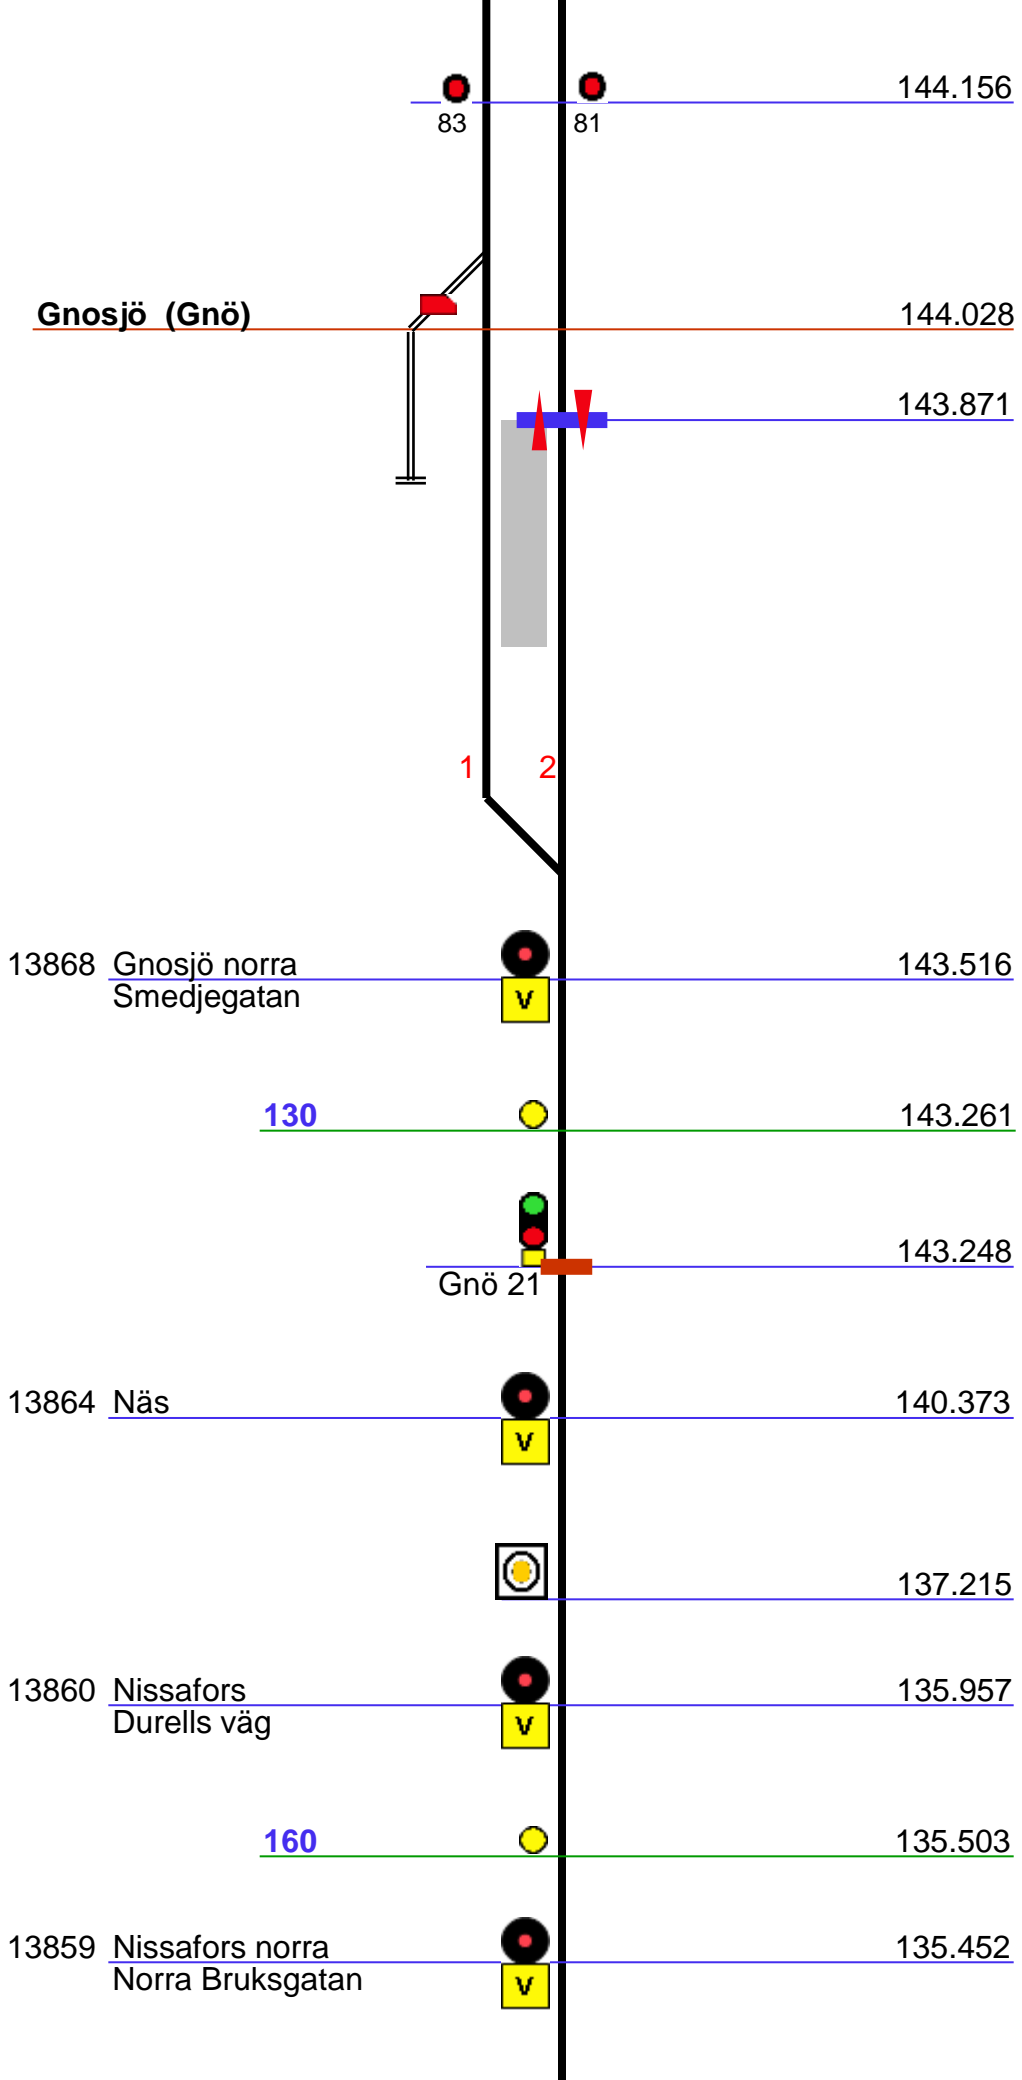 144.156
83 81
Gnosjö (Gnö) 144.028
143.871
1 2
13868 Gnosjö norra 143.516
Smedjegatan
V
130 143.261
143.248
Gnö 21
13864 Näs 140.373
V
137.215
13860 Nissafors 135.957
Durells väg
V
160 135.503
13859 Nissafors norra 135.452
Norra Bruksgatan
V